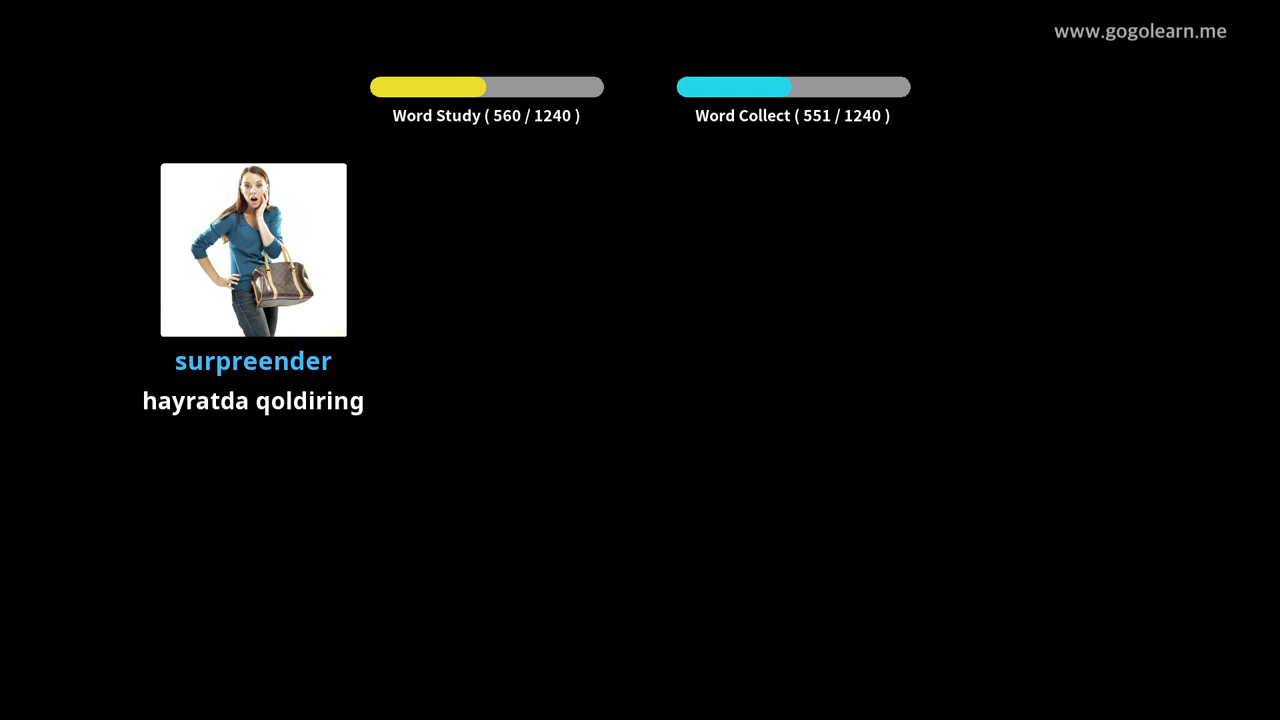 www.gogolearn.me
Word Study ( 560 / 1240 )
Word Collect ( 551 / 1240 )
surpreender
hayratda qoldiring